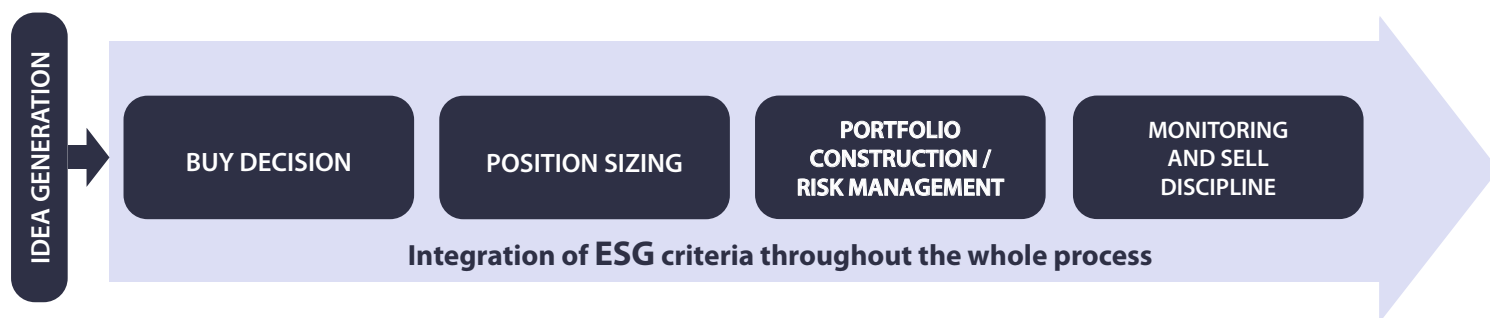 IDEA GENERATION
BUY DECISION
POSITION SIZING
PORTFOLIO
CONSTRUCTION /
RISK MANAGEMENT
MONITORING
AND SELL
DISCIPLINE
Integration of ESG criteria throughout the whole process